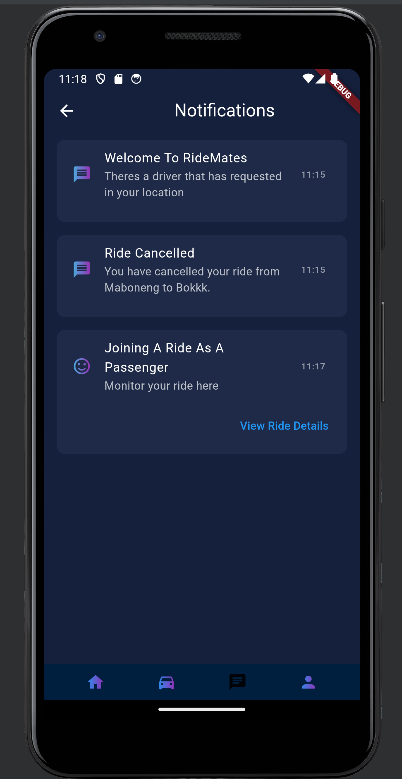 11:18
DEBUG
Notifications
Welcome To RideMates
Theres a driver that has requested
in your location
11:15
Ride Cancelled
You have cancelled your ride from
Maboneng to Bokkk.
11:15
Joining A Ride As A
Passenger
Monitor your ride here
11:17
View Ride Details